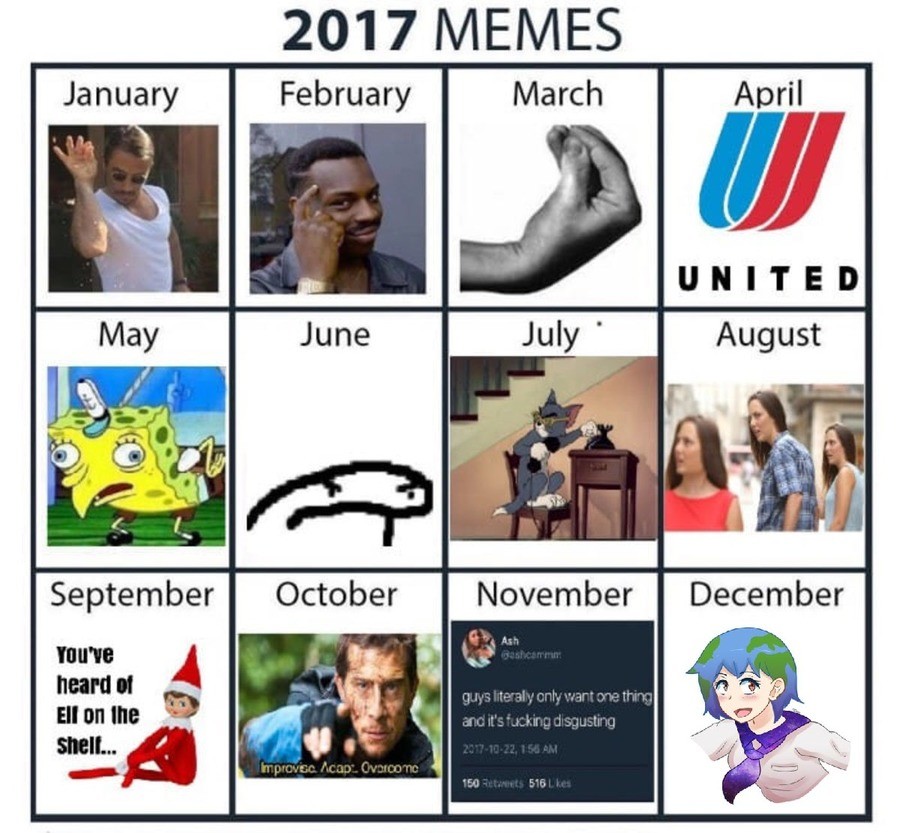 2017 MEMES
January
February
March
April
UNITED
May
June
July
August
September
October
November
December
You've
heard of
Elf on the
Shelf...
Improvise. Adapt. Overcome
Ash
@ashcammm
guys literally only want one thing
and it's fucking disgusting
2017-10-22, 1:56 AM
150 Retweets 516 Likes